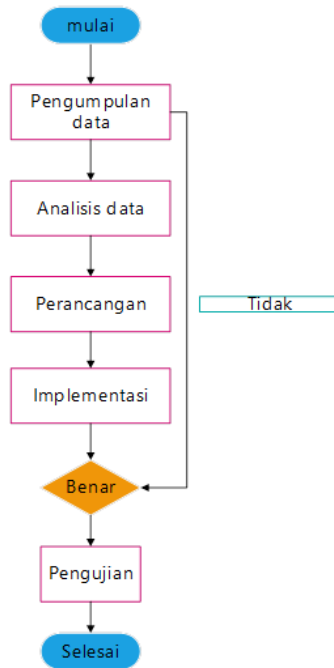 mulai
Pengumpulan
data
Analisis data
Perancangan
Tidak
Implementasi
Benar
Pengujian
Selesai